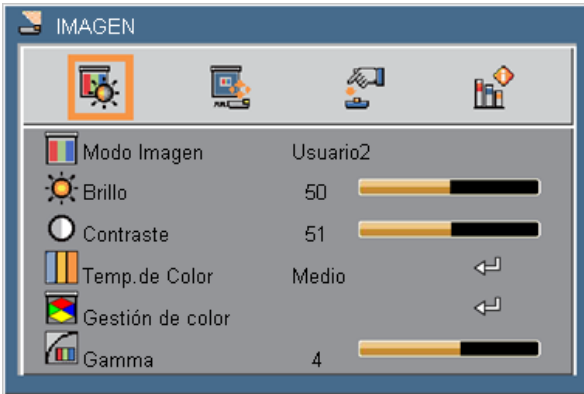 IMAGEN
Modo Imagen Usuario2
Brillo 50
Contraste 51
Temp.de Color Medio
Gestión de color
Gamma 4